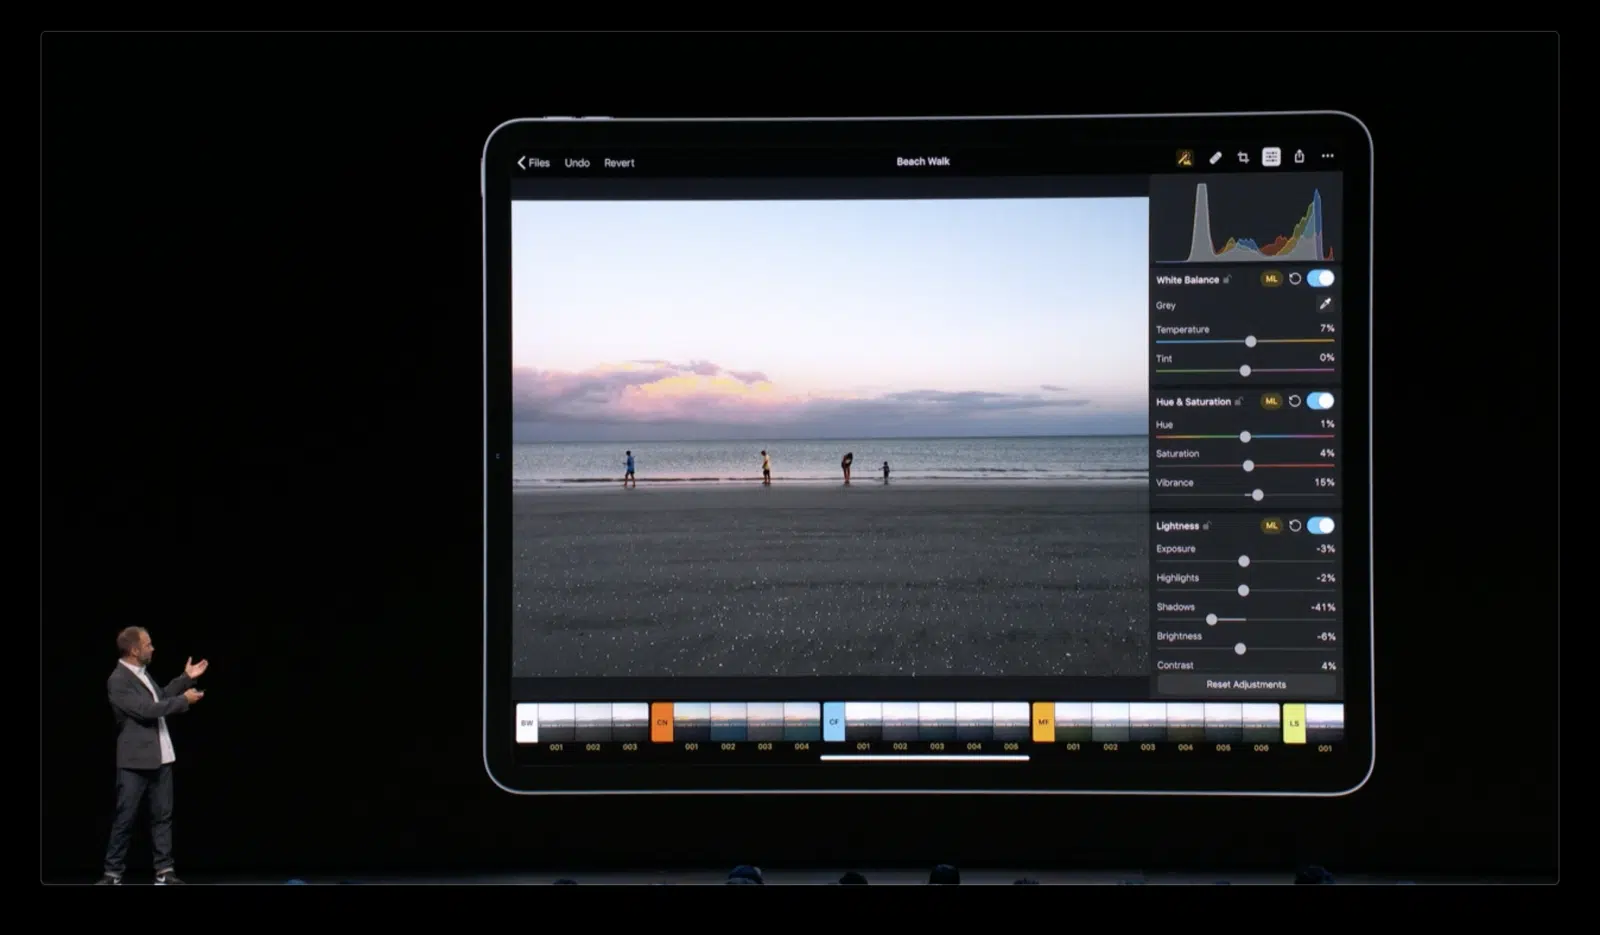 Files Undo Revert Beach Walk ML
White Balance ML
Grey
Temperature 7%
Tint 0%
Hue & Saturation ML
Hue 1%
Saturation 4%
Vibrance 15%
Lightness ML
Exposure -3%
Highlights -2%
Shadows -41%
Brightness -6%
Contrast 4%
Reset Adjustments
BW CN CF MF LS
001 002 003 001 002 003 004 001 002 003 004 005 001 002 003 004 005 006 001